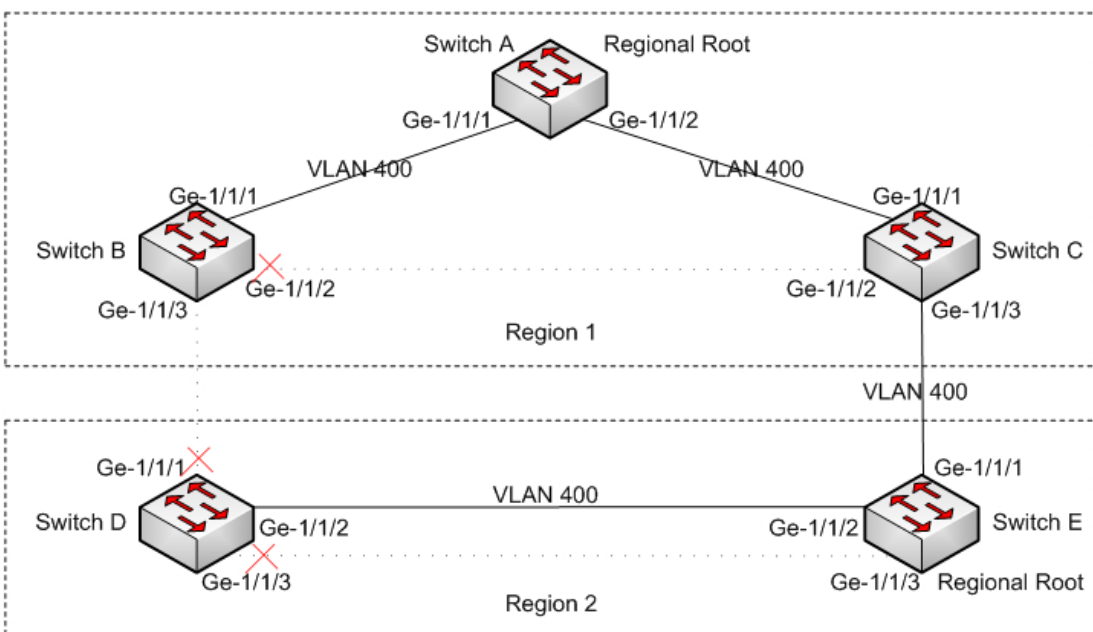 Switch A
Regional Root
Ge-1/1/1
Ge-1/1/2
VLAN 400
VLAN 400
Ge-1/1/1
Ge-1/1/1
Switch B
Switch C
Ge-1/1/2
Ge-1/1/2
Ge-1/1/3
Ge-1/1/3
Region 1
VLAN 400
Ge-1/1/1
Ge-1/1/1
VLAN 400
Switch D
Ge-1/1/2
Ge-1/1/2
Switch E
Ge-1/1/3
Ge-1/1/3
Regional Root
Region 2